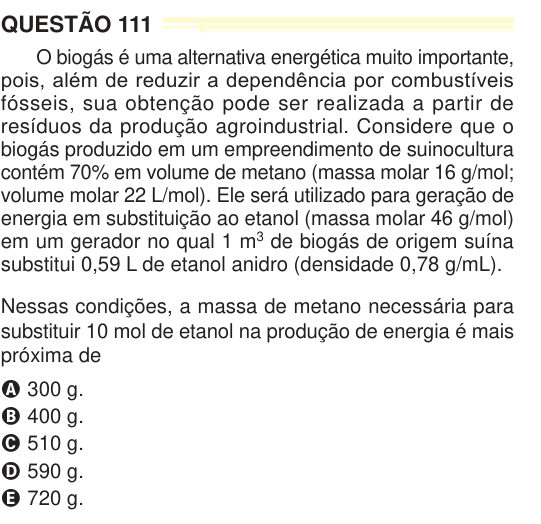 QUESTÃO 111
O biogás é uma alternativa energética muito importante,
pois, além de reduzir a dependência por combustíveis
fósseis, sua obtenção pode ser realizada a partir de
resíduos da produção agroindustrial. Considere que o
biogás produzido em um empreendimento de suinocultura
contém 70% em volume de metano (massa molar 16 g/mol;
volume molar 22 L/mol). Ele será utilizado para geração de
energia em substituição ao etanol (massa molar 46 g/mol)
em um gerador no qual 1 m³ de biogás de origem suína
substitui 0,59 L de etanol anidro (densidade 0,78 g/mL).
Nessas condições, a massa de metano necessária para
substituir 10 mol de etanol na produção de energia é mais
próxima de
A 300 g.
B 400 g.
C 510 g.
D 590 g.
E 720 g.